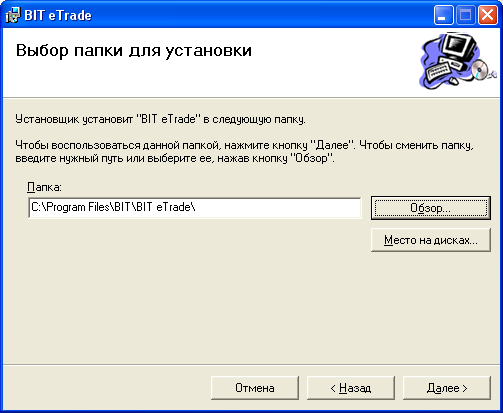 BIT eTrade
Выбор папки для установки
Установщик установит "BIT eTrade" в следующую папку.
Чтобы воспользоваться данной папкой, нажмите кнопку "Далее". Чтобы сменить папку,
введите нужный путь или выберите ее, нажав кнопку "Обзор".
Папка:
C:\Program Files\BIT\BIT eTrade\
Обзор...
Место на дисках...
Отмена
< Назад
Далее >